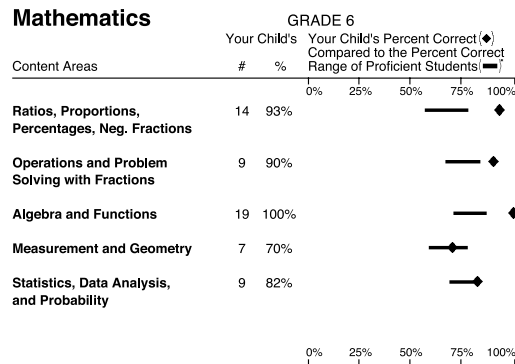 Mathematics
GRADE 6
Your Child's
Your Child's Percent Correct (◆)
Compared to the Percent Correct
Content Areas # % Range of Proficient Students (▬)*
0% 25% 50% 75% 100%
Ratios, Proportions, 14 93%
Percentages, Neg. Fractions
Operations and Problem 9 90%
Solving with Fractions
Algebra and Functions 19 100%
Measurement and Geometry 7 70%
Statistics, Data Analysis, 9 82%
and Probability
0% 25% 50% 75% 100%